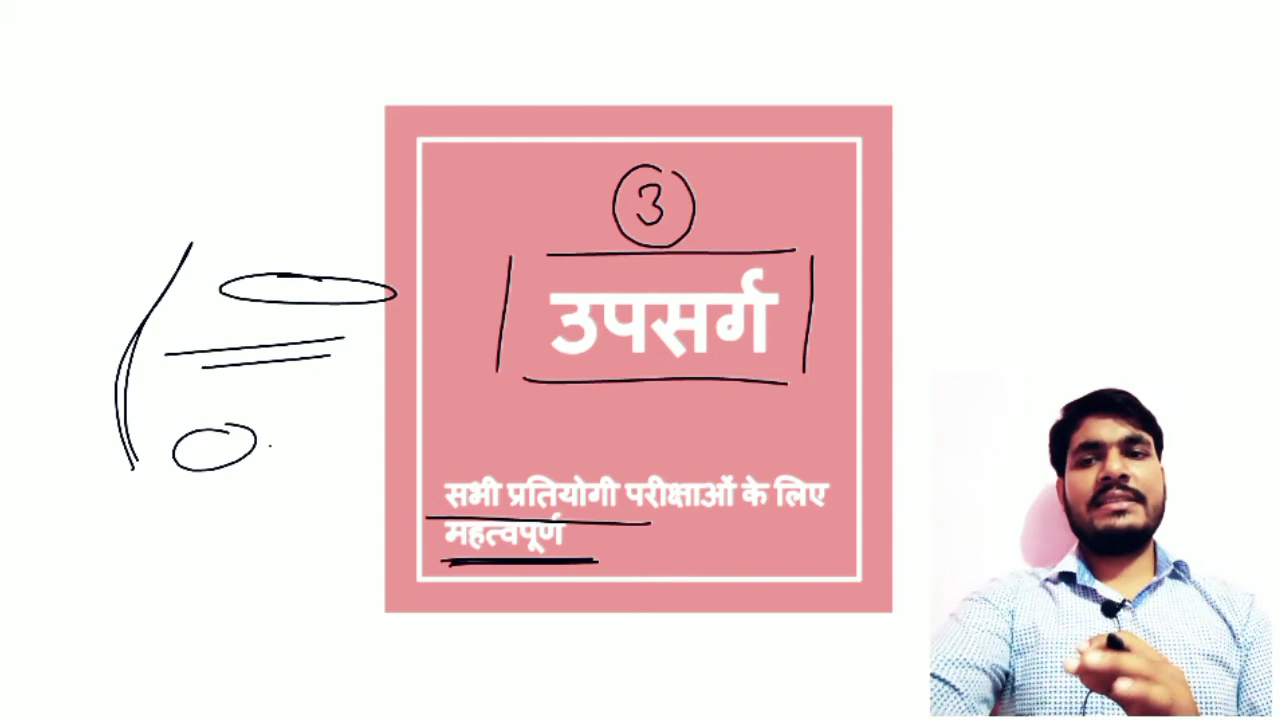 3
उपसर्ग
सभी प्रतियोगी परीक्षाओं के लिए
महत्वपूर्ण